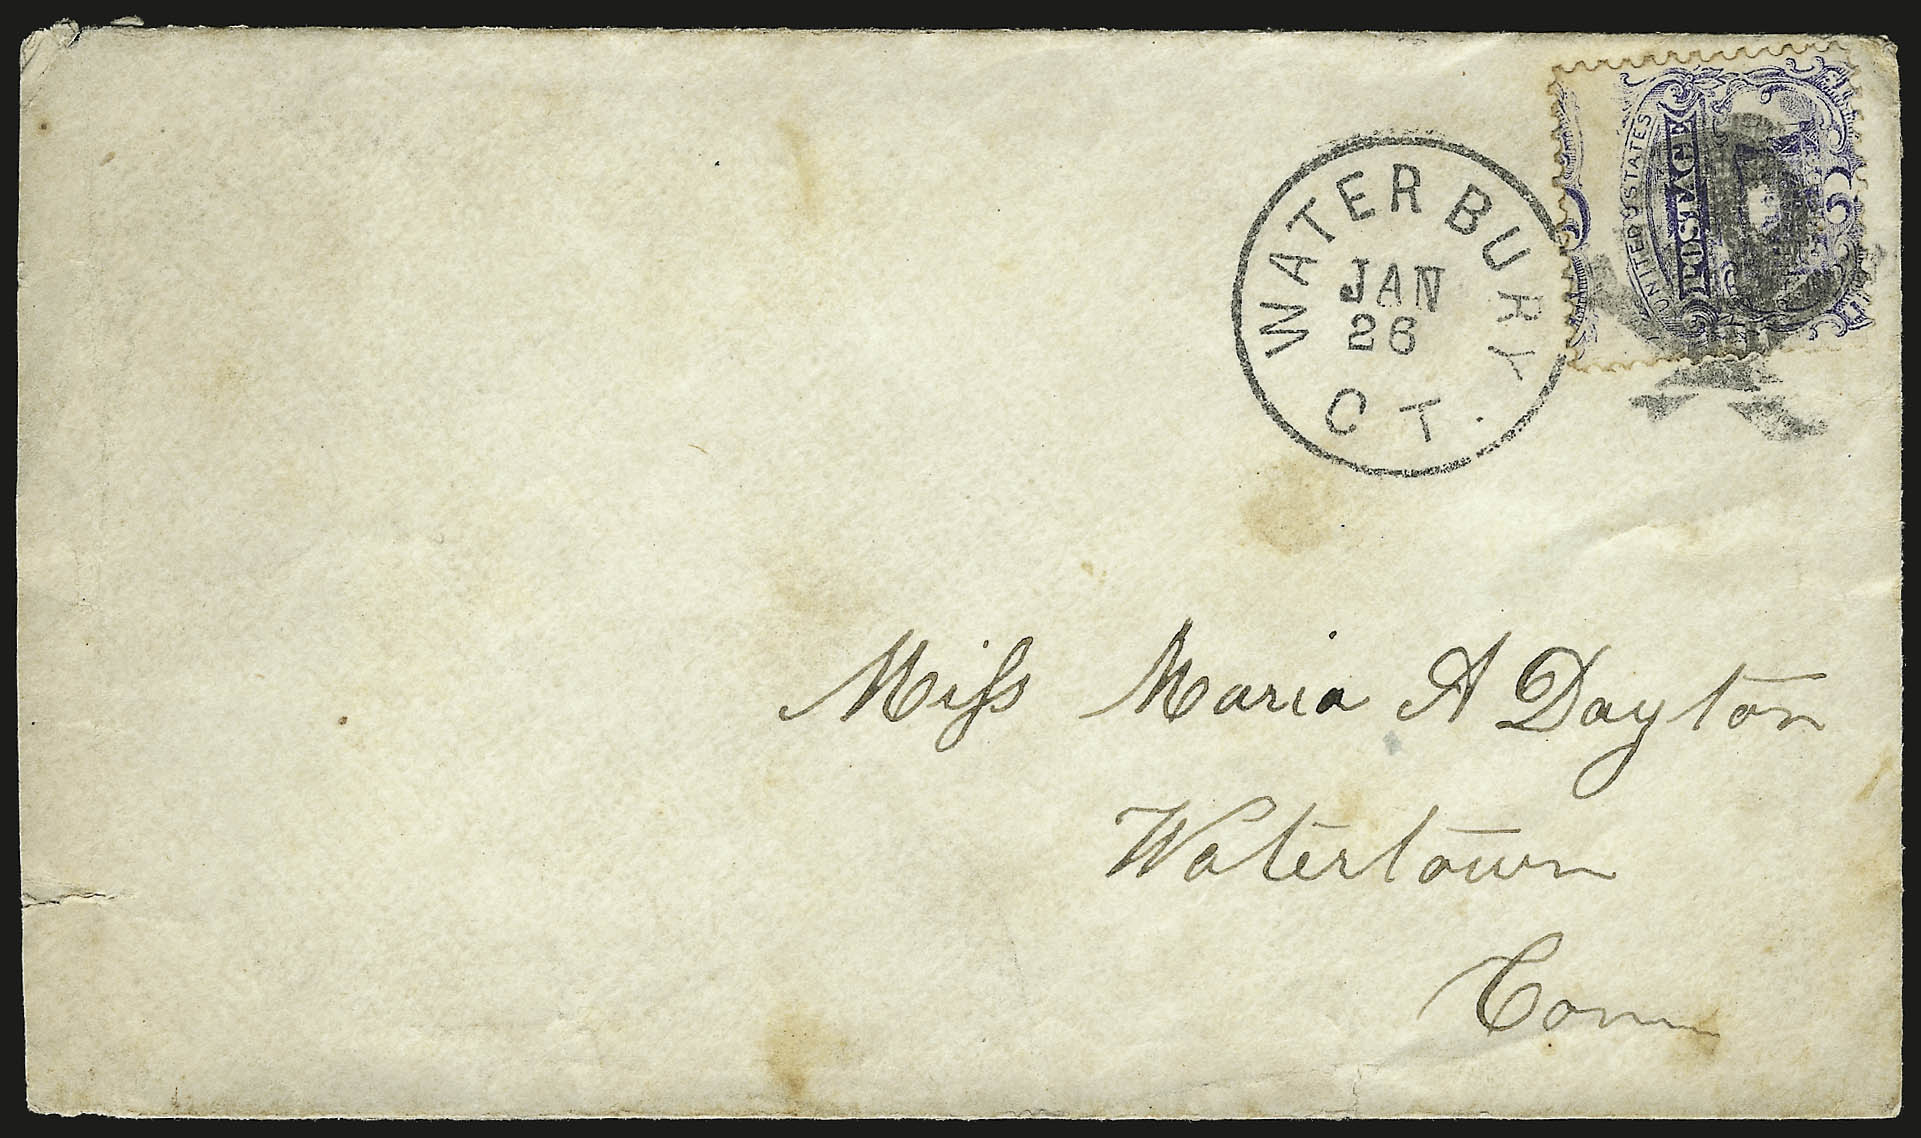 WATERBURY
JAN
26
CT.
UNITED STATES
POSTAGE
Miss Maria A Dayton
Watertown
Conn